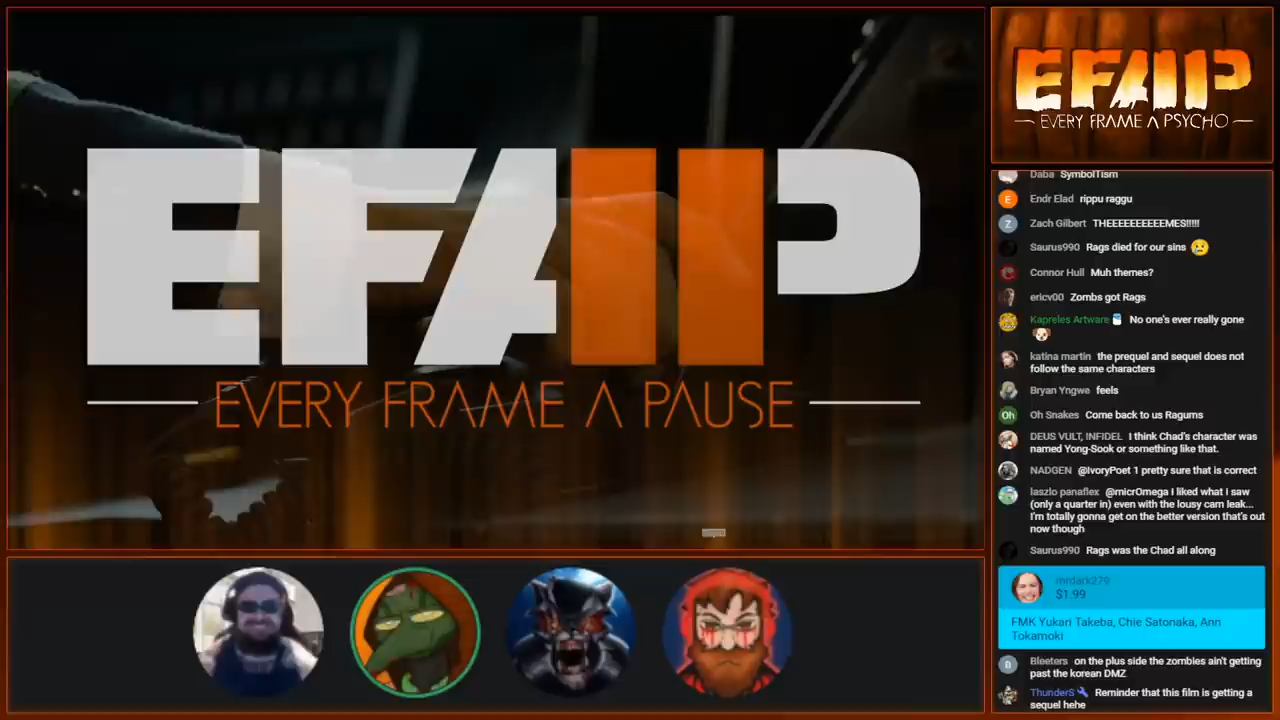 EFAIIP
EVERY FRAME A PAUSE
EFAIIP
EVERY FRAME A PSYCHO
Daba SymbolTism
Endr Elad rippu raggu
Zach Gilbert THEEEEEEEEEEMES!!!!!
Saurus990 Rags died for our sins 😢
Connor Hull Muh themes?
ericv00 Zombs got Rags
Kapreles Artware No one's ever really gone
🐶
katina martin the prequel and sequel does not
follow the same characters
Bryan Yngwe feels
Oh Snakes Come back to us Ragums
DEUS VULT, INFIDEL I think Chad's character was
named Yong-Sook or something like that.
NADGEN @IvoryPoet 1 pretty sure that is correct
laszlo panaflex @micrOmega I liked what i saw
(only a quarter in) even with the lousy cam leak...
I'm totally gonna get on the better version that's out
now though
Saurus990 Rags was the Chad all along
mrdark279
$1.99
FMK Yukari Takeba, Chie Satonaka, Ann
Tokamoki
Bleeters on the plus side the zombies ain't getting
past the korean DMZ
ThunderS Reminder that this film is getting a
sequel hehe